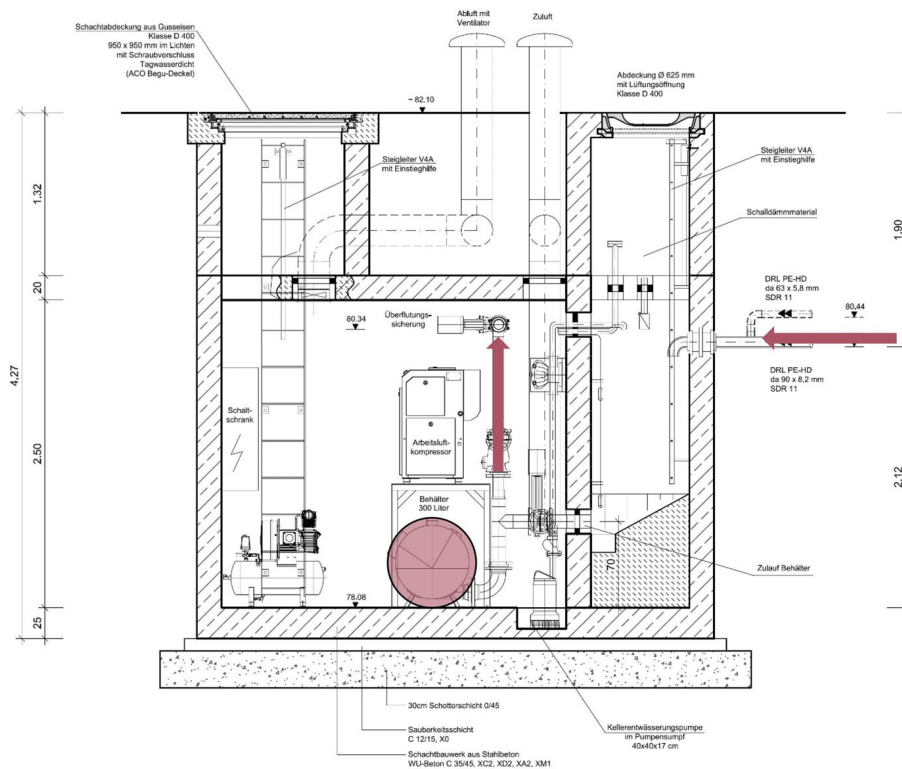 Schachtabdeckung aus Gusseisen
Klasse D 400
950 x 950 mm im Lichten
mit Schraubverschluss
Tagwasserdicht
(ACO Begu-Deckel)
Abluft mit
Ventilator
Zuluft
Abdeckung Ø 625 mm
mit Lüftungsöffnung
Klasse D 400
~ 82.10
Steigleiter V4A
mit Einstieghilfe
Steigleiter V4A
mit Einstieghilfe
Schalldämmmaterial
1.32
1.90
20
DRL PE-HD
da 63 x 5,8 mm
SDR 11
80,44
80.34
Überflutungs-
sicherung
DRL PE-HD
da 90 x 8,2 mm
SDR 11
4.27
2.50
Schalt-
schrank
Arbeitsluft-
kompressor
2.12
Behälter
300 Liter
70
Zulauf Behälter
78.08
25
30cm Schotterschicht 0/45
Sauberkeitsschicht
C 12/15, X0
Schachtbauwerk aus Stahlbeton
WU-Beton C 35/45, XC2, XD2, XA2, XM1
Kellerentwässerungspumpe
im Pumpensumpf
40x40x17 cm